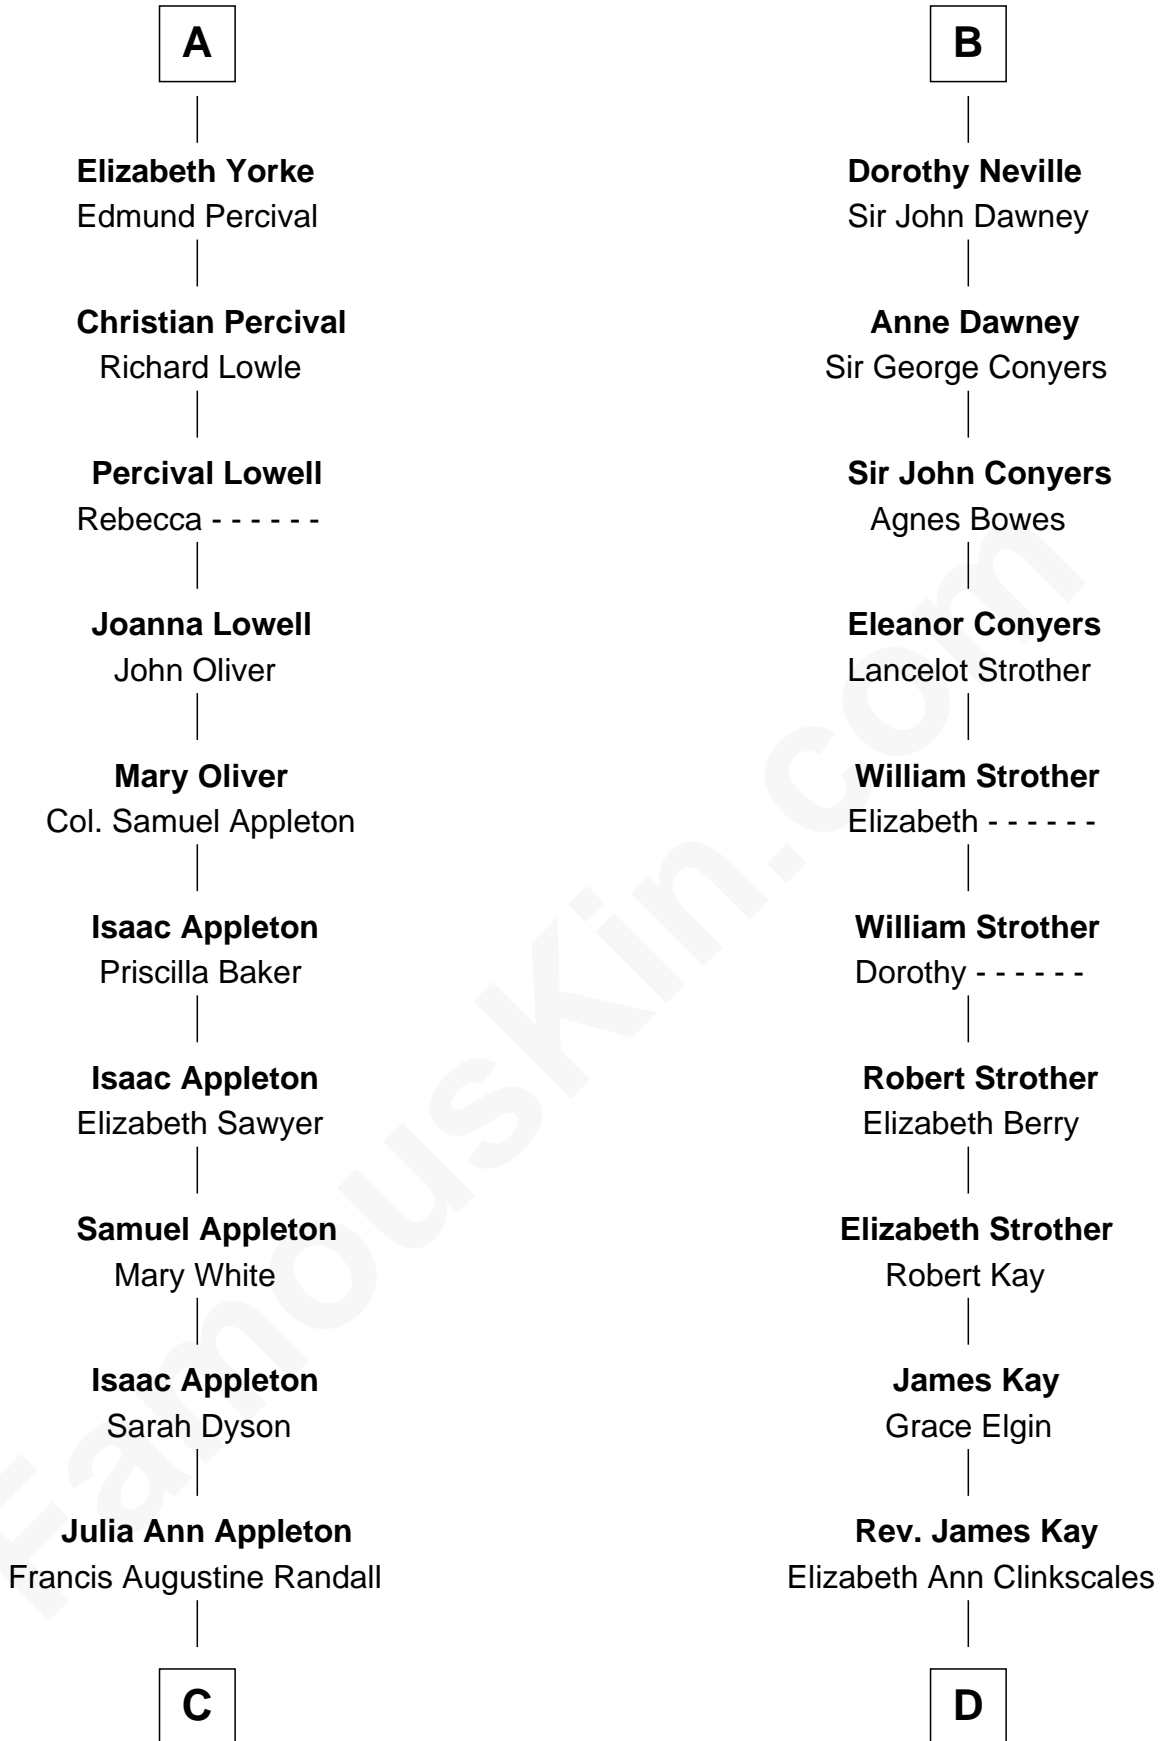 A
Elizabeth Yorke
Edmund Percival
Christian Percival
Richard Lowle
Percival Lowell
Rebecca - - - - - -
Joanna Lowell
John Oliver
Mary Oliver
Col. Samuel Appleton
Isaac Appleton
Priscilla Baker
Isaac Appleton
Elizabeth Sawyer
Samuel Appleton
Mary White
Isaac Appleton
Sarah Dyson
Julia Ann Appleton
Francis Augustine Randall
C
B
Dorothy Neville
Sir John Dawney
Anne Dawney
Sir George Conyers
Sir John Conyers
Agnes Bowes
Eleanor Conyers
Lancelot Strother
William Strother
Elizabeth - - - - - -
William Strother
Dorothy - - - - - -
Robert Strother
Elizabeth Berry
Elizabeth Strother
Robert Kay
James Kay
Grace Elgin
Rev. James Kay
Elizabeth Ann Clinkscales
D
FamousKin.com